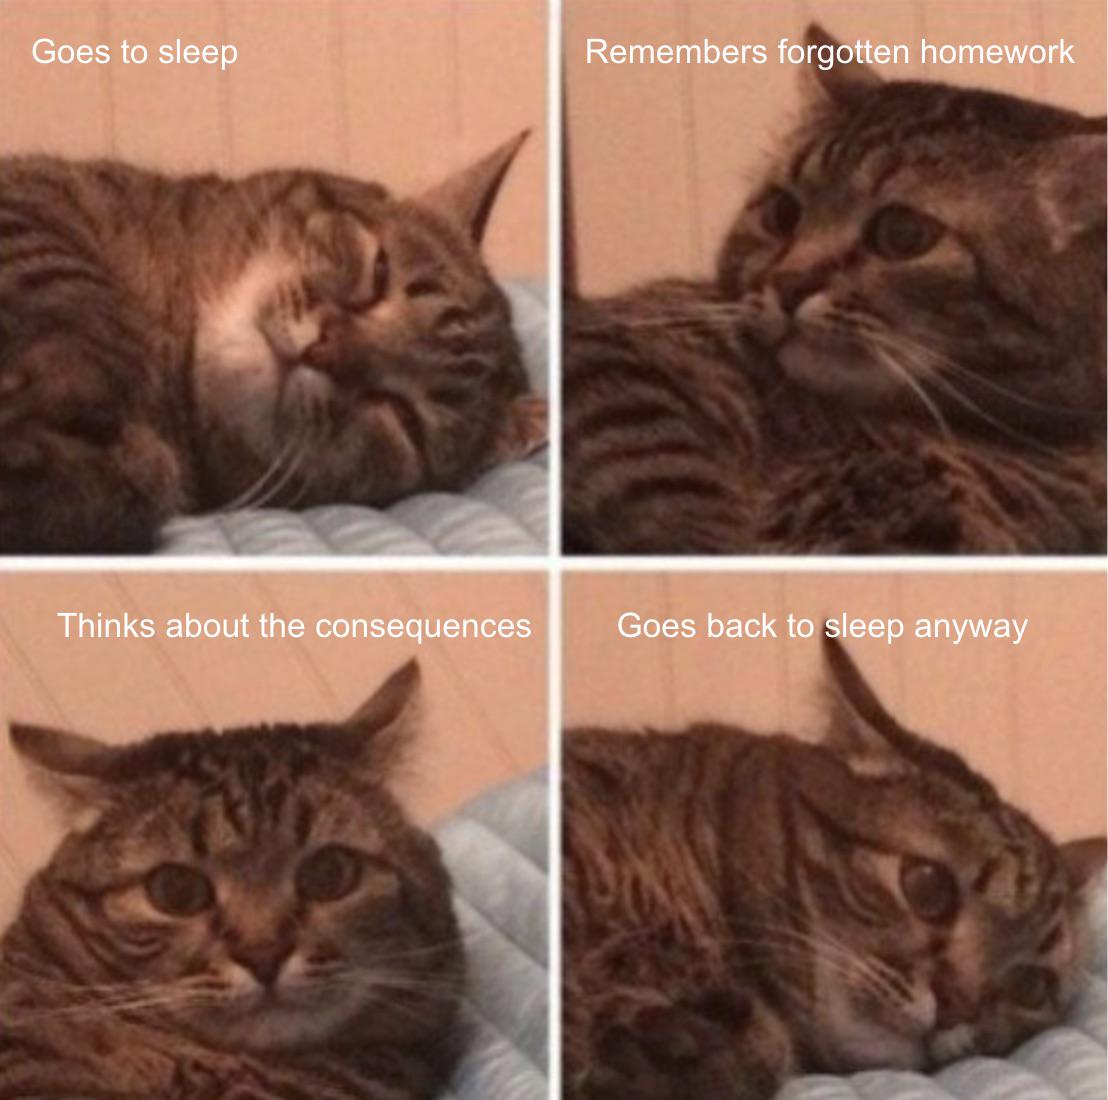 Goes to sleep
Remembers forgotten homework
Thinks about the consequences
Goes back to sleep anyway